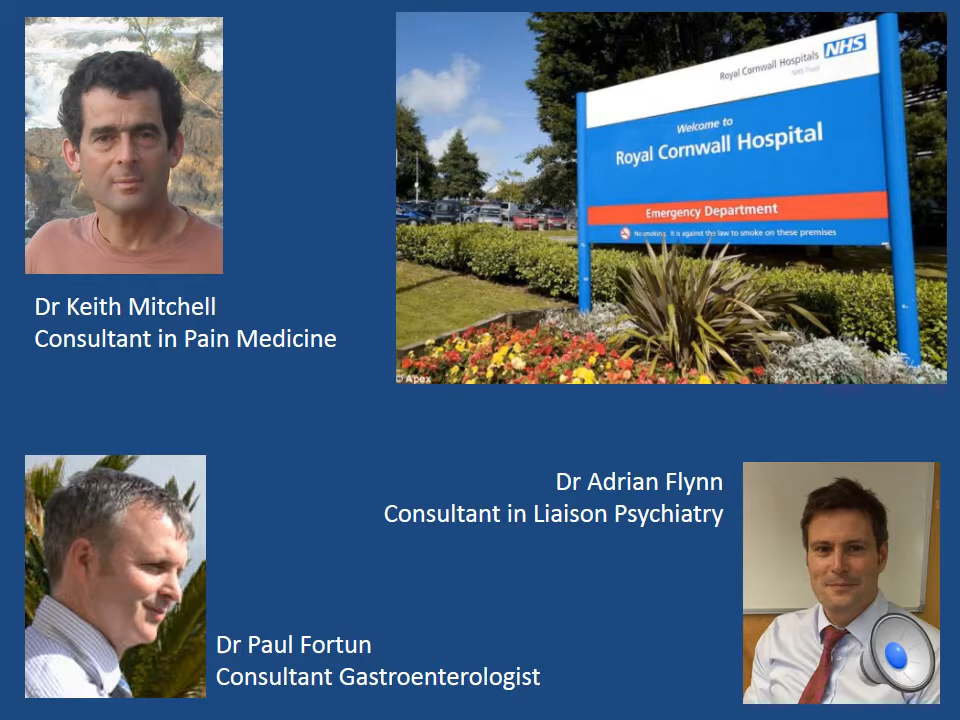 Royal Cornwall Hospitals NHS
NHS Trust
Welcome to
Royal Cornwall Hospital
Emergency Department
No smoking. It is against the law to smoke on these premises
© Apex
Dr Keith Mitchell
Consultant in Pain Medicine
Dr Adrian Flynn
Consultant in Liaison Psychiatry
Dr Paul Fortun
Consultant Gastroenterologist